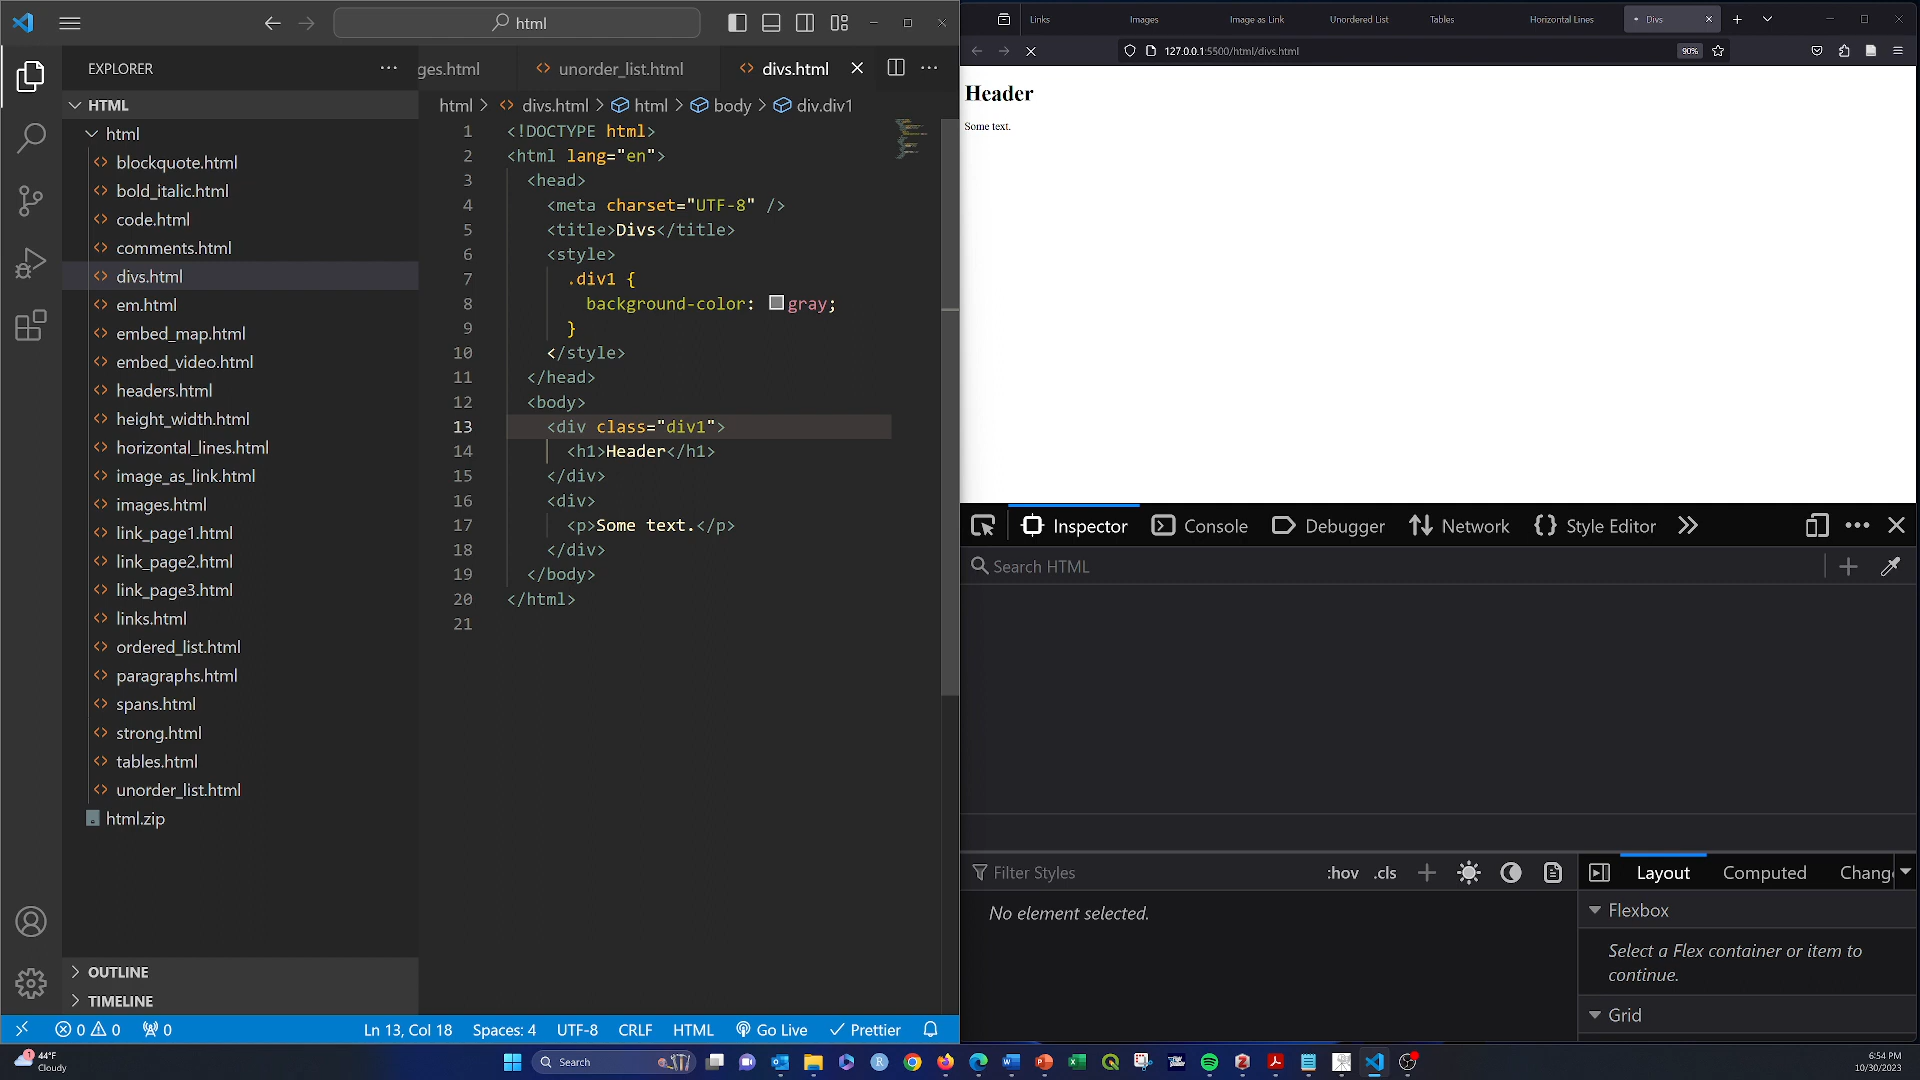 html
EXPLORER
HTML
html
blockquote.html
bold_italic.html
code.html
comments.html
divs.html
em.html
embed_map.html
embed_video.html
headers.html
height_width.html
horizontal_lines.html
image_as_link.html
images.html
link_page1.html
link_page2.html
link_page3.html
links.html
ordered_list.html
paragraphs.html
spans.html
strong.html
tables.html
unorder_list.html
html.zip
OUTLINE
TIMELINE
ges.html unorder_list.html divs.html
html > divs.html > html > body > div.div1
1 <!DOCTYPE html>
2 <html lang="en">
3 <head>
4 <meta charset="UTF-8" />
5 <title>Divs</title>
6 <style>
7 .div1 {
8 background-color: gray;
9 }
10 </style>
11 </head>
12 <body>
13 <div class="div1">
14 <h1>Header</h1>
15 </div>
16 <div>
17 <p>Some text.</p>
18 </div>
19 </body>
20 </html>
21
0 0 0 Ln 13, Col 18 Spaces: 4 UTF-8 CRLF HTML Go Live Prettier
Links Images Image as Link Unordered List Tables Horizontal Lines Divs
127.0.0.1:5500/html/divs.html 90%
Header
Some text.
Inspector Console Debugger Network Style Editor
Search HTML
Filter Styles :hov .cls
Layout Computed Chang
No element selected.
Flexbox
Select a Flex container or item to
continue.
Grid
1 44°F
Cloudy
Search
6:54 PM
10/30/2023